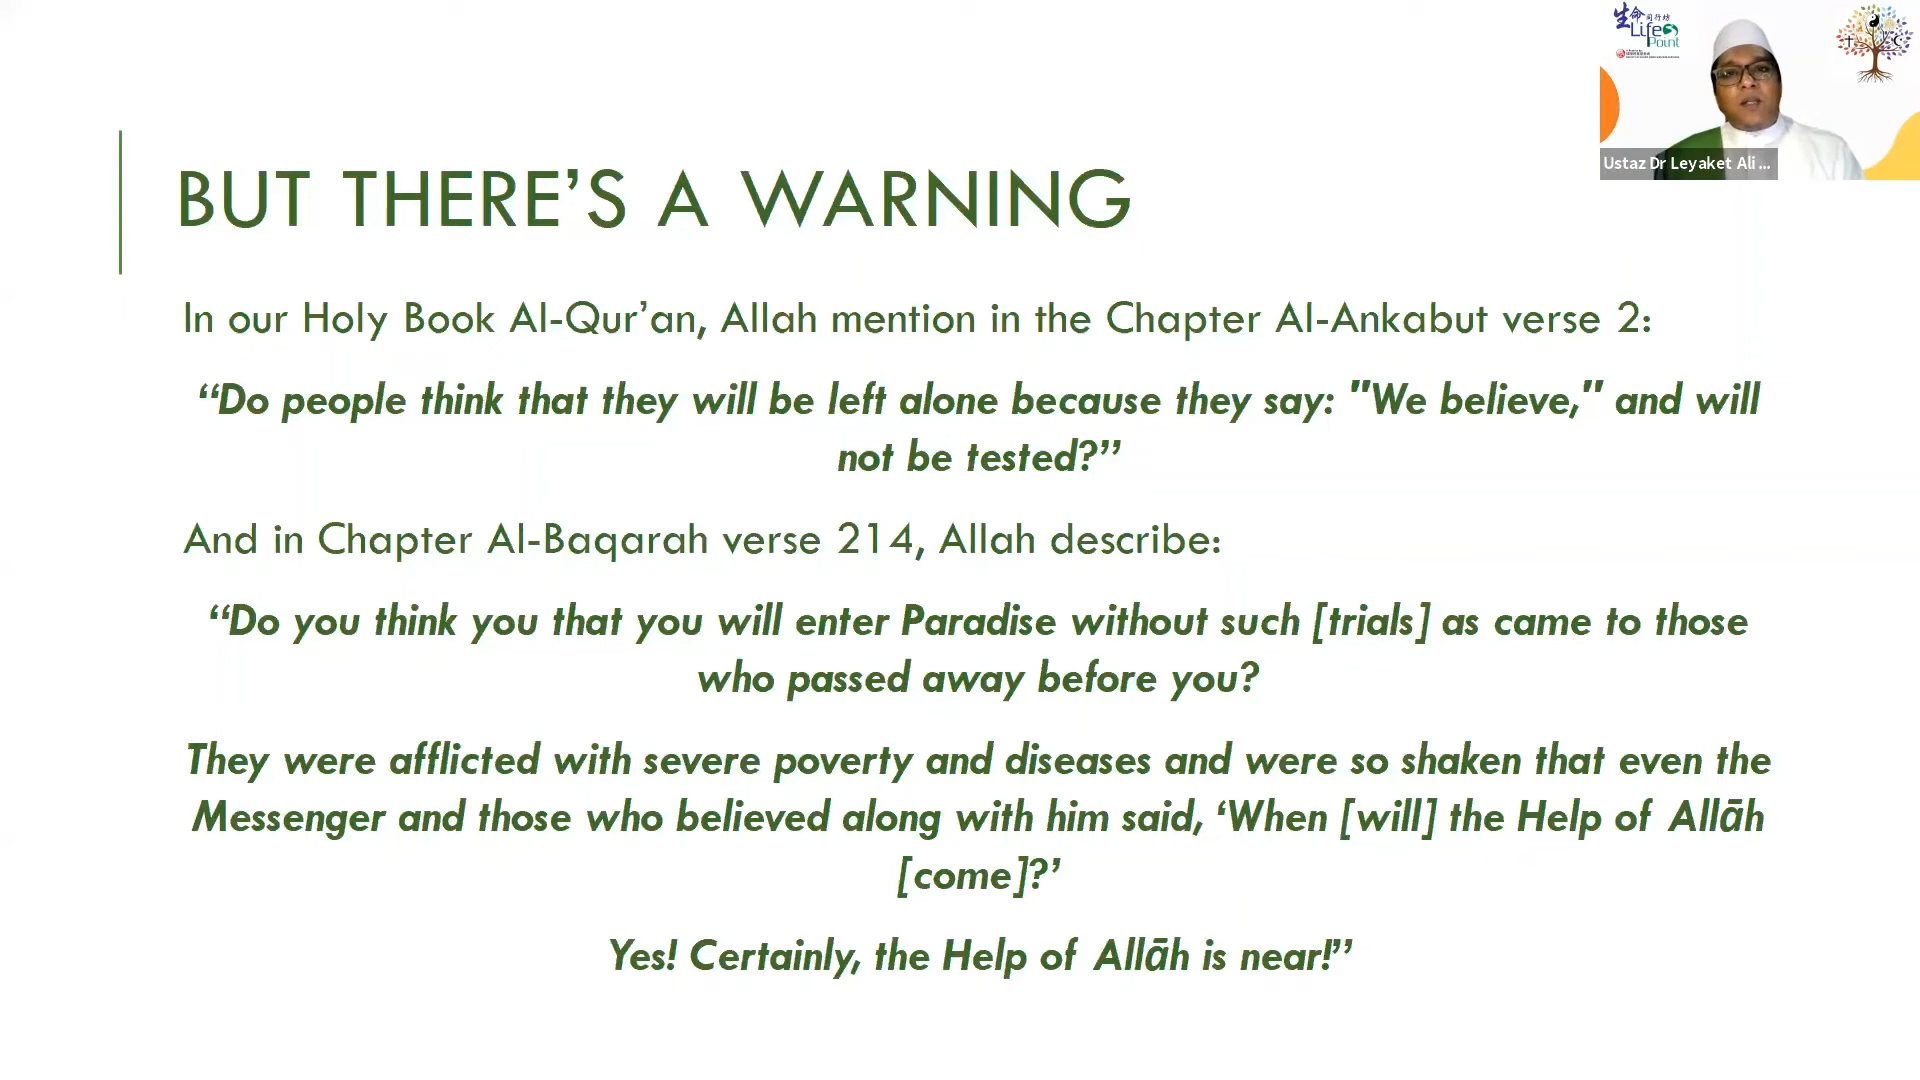 BUT THERE’S A WARNING
In our Holy Book Al-Qur’an, Allah mention in the Chapter Al-Ankabut verse 2:
“Do people think that they will be left alone because they say: "We believe," and will
not be tested?”
And in Chapter Al-Baqarah verse 214, Allah describe:
“Do you think you that you will enter Paradise without such [trials] as came to those
who passed away before you?
They were afflicted with severe poverty and diseases and were so shaken that even the
Messenger and those who believed along with him said, ‘When [will] the Help of Allāh
[come]?’
Yes! Certainly, the Help of Allāh is near!”
生命同行坊
Life
Point
Ustaz Dr Leyaket Ali ...